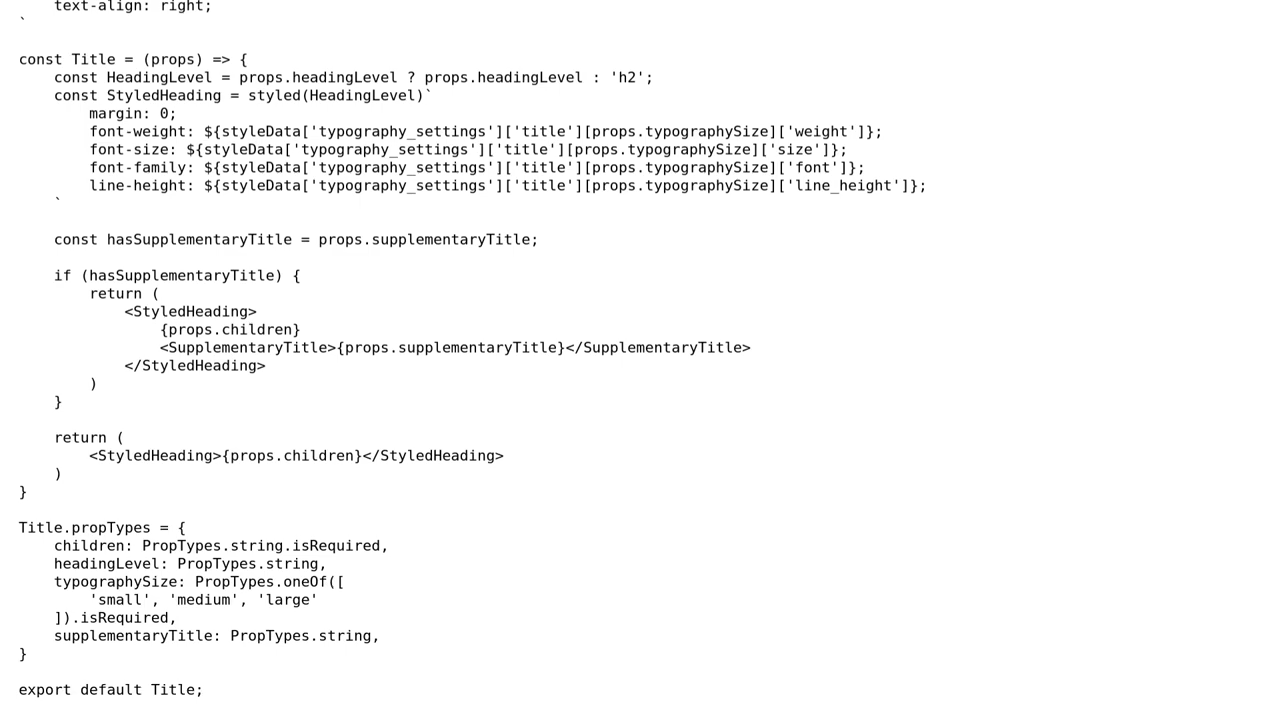 text-align: right;
`

const Title = (props) => {
    const HeadingLevel = props.headingLevel ? props.headingLevel : 'h2';
    const StyledHeading = styled(HeadingLevel)`
        margin: 0;
        font-weight: ${styleData['typography_settings']['title'][props.typographySize]['weight']};
        font-size: ${styleData['typography_settings']['title'][props.typographySize]['size']};
        font-family: ${styleData['typography_settings']['title'][props.typographySize]['font']};
        line-height: ${styleData['typography_settings']['title'][props.typographySize]['line_height']};
    `

    const hasSupplementaryTitle = props.supplementaryTitle;

    if (hasSupplementaryTitle) {
        return (
            <StyledHeading>
                {props.children}
                <SupplementaryTitle>{props.supplementaryTitle}</SupplementaryTitle>
            </StyledHeading>
        )
    }

    return (
        <StyledHeading>{props.children}</StyledHeading>
    )
}

Title.propTypes = {
    children: PropTypes.string.isRequired,
    headingLevel: PropTypes.string,
    typographySize: PropTypes.oneOf([
        'small', 'medium', 'large'
    ]).isRequired,
    supplementaryTitle: PropTypes.string,
}

export default Title;